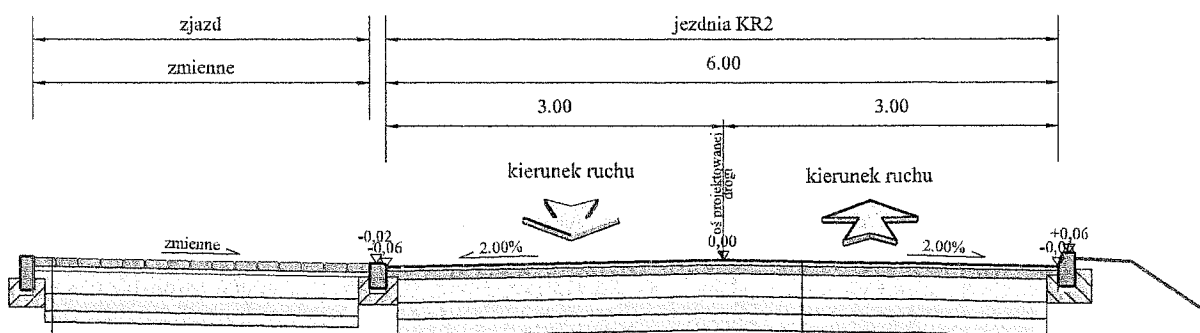 zjazd
jezdnia KR2
zmienne
6.00
3.00
3.00
oś projektowanej
drogi
kierunek ruchu
kierunek ruchu
zmienne
-0,02
-0,06
2.00%
0,00
2.00%
+0,06